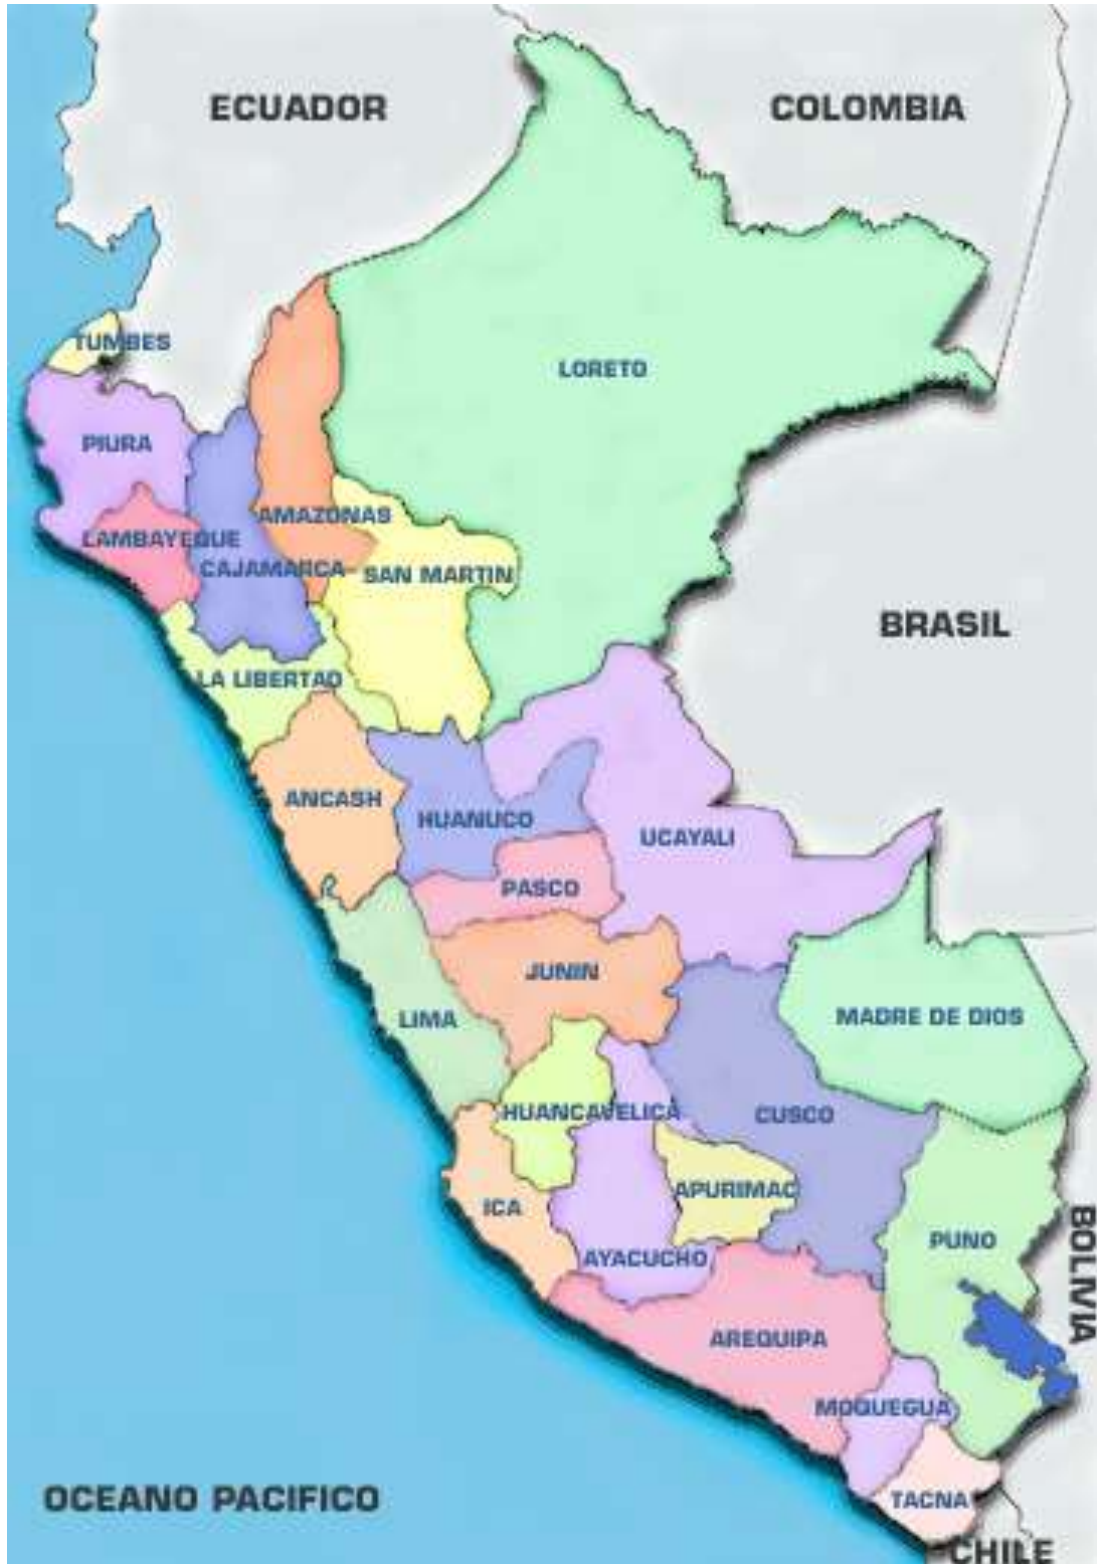 ECUADOR
COLOMBIA
TUMBES
LORETO
PIURA
AMAZONAS
LAMBAYEQUE
CAJAMARCA
SAN MARTIN
BRASIL
LA LIBERTAD
ANCASH
HUANUCO
UCAYALI
PASCO
JUNIN
LIMA
MADRE DE DIOS
HUANCAVELICA
CUSCO
APURIMAC
ICA
PUNO
BOLIVIA
AYACUCHO
AREQUIPA
MOQUEGUA
OCEANO PACIFICO
TACNA
CHILE